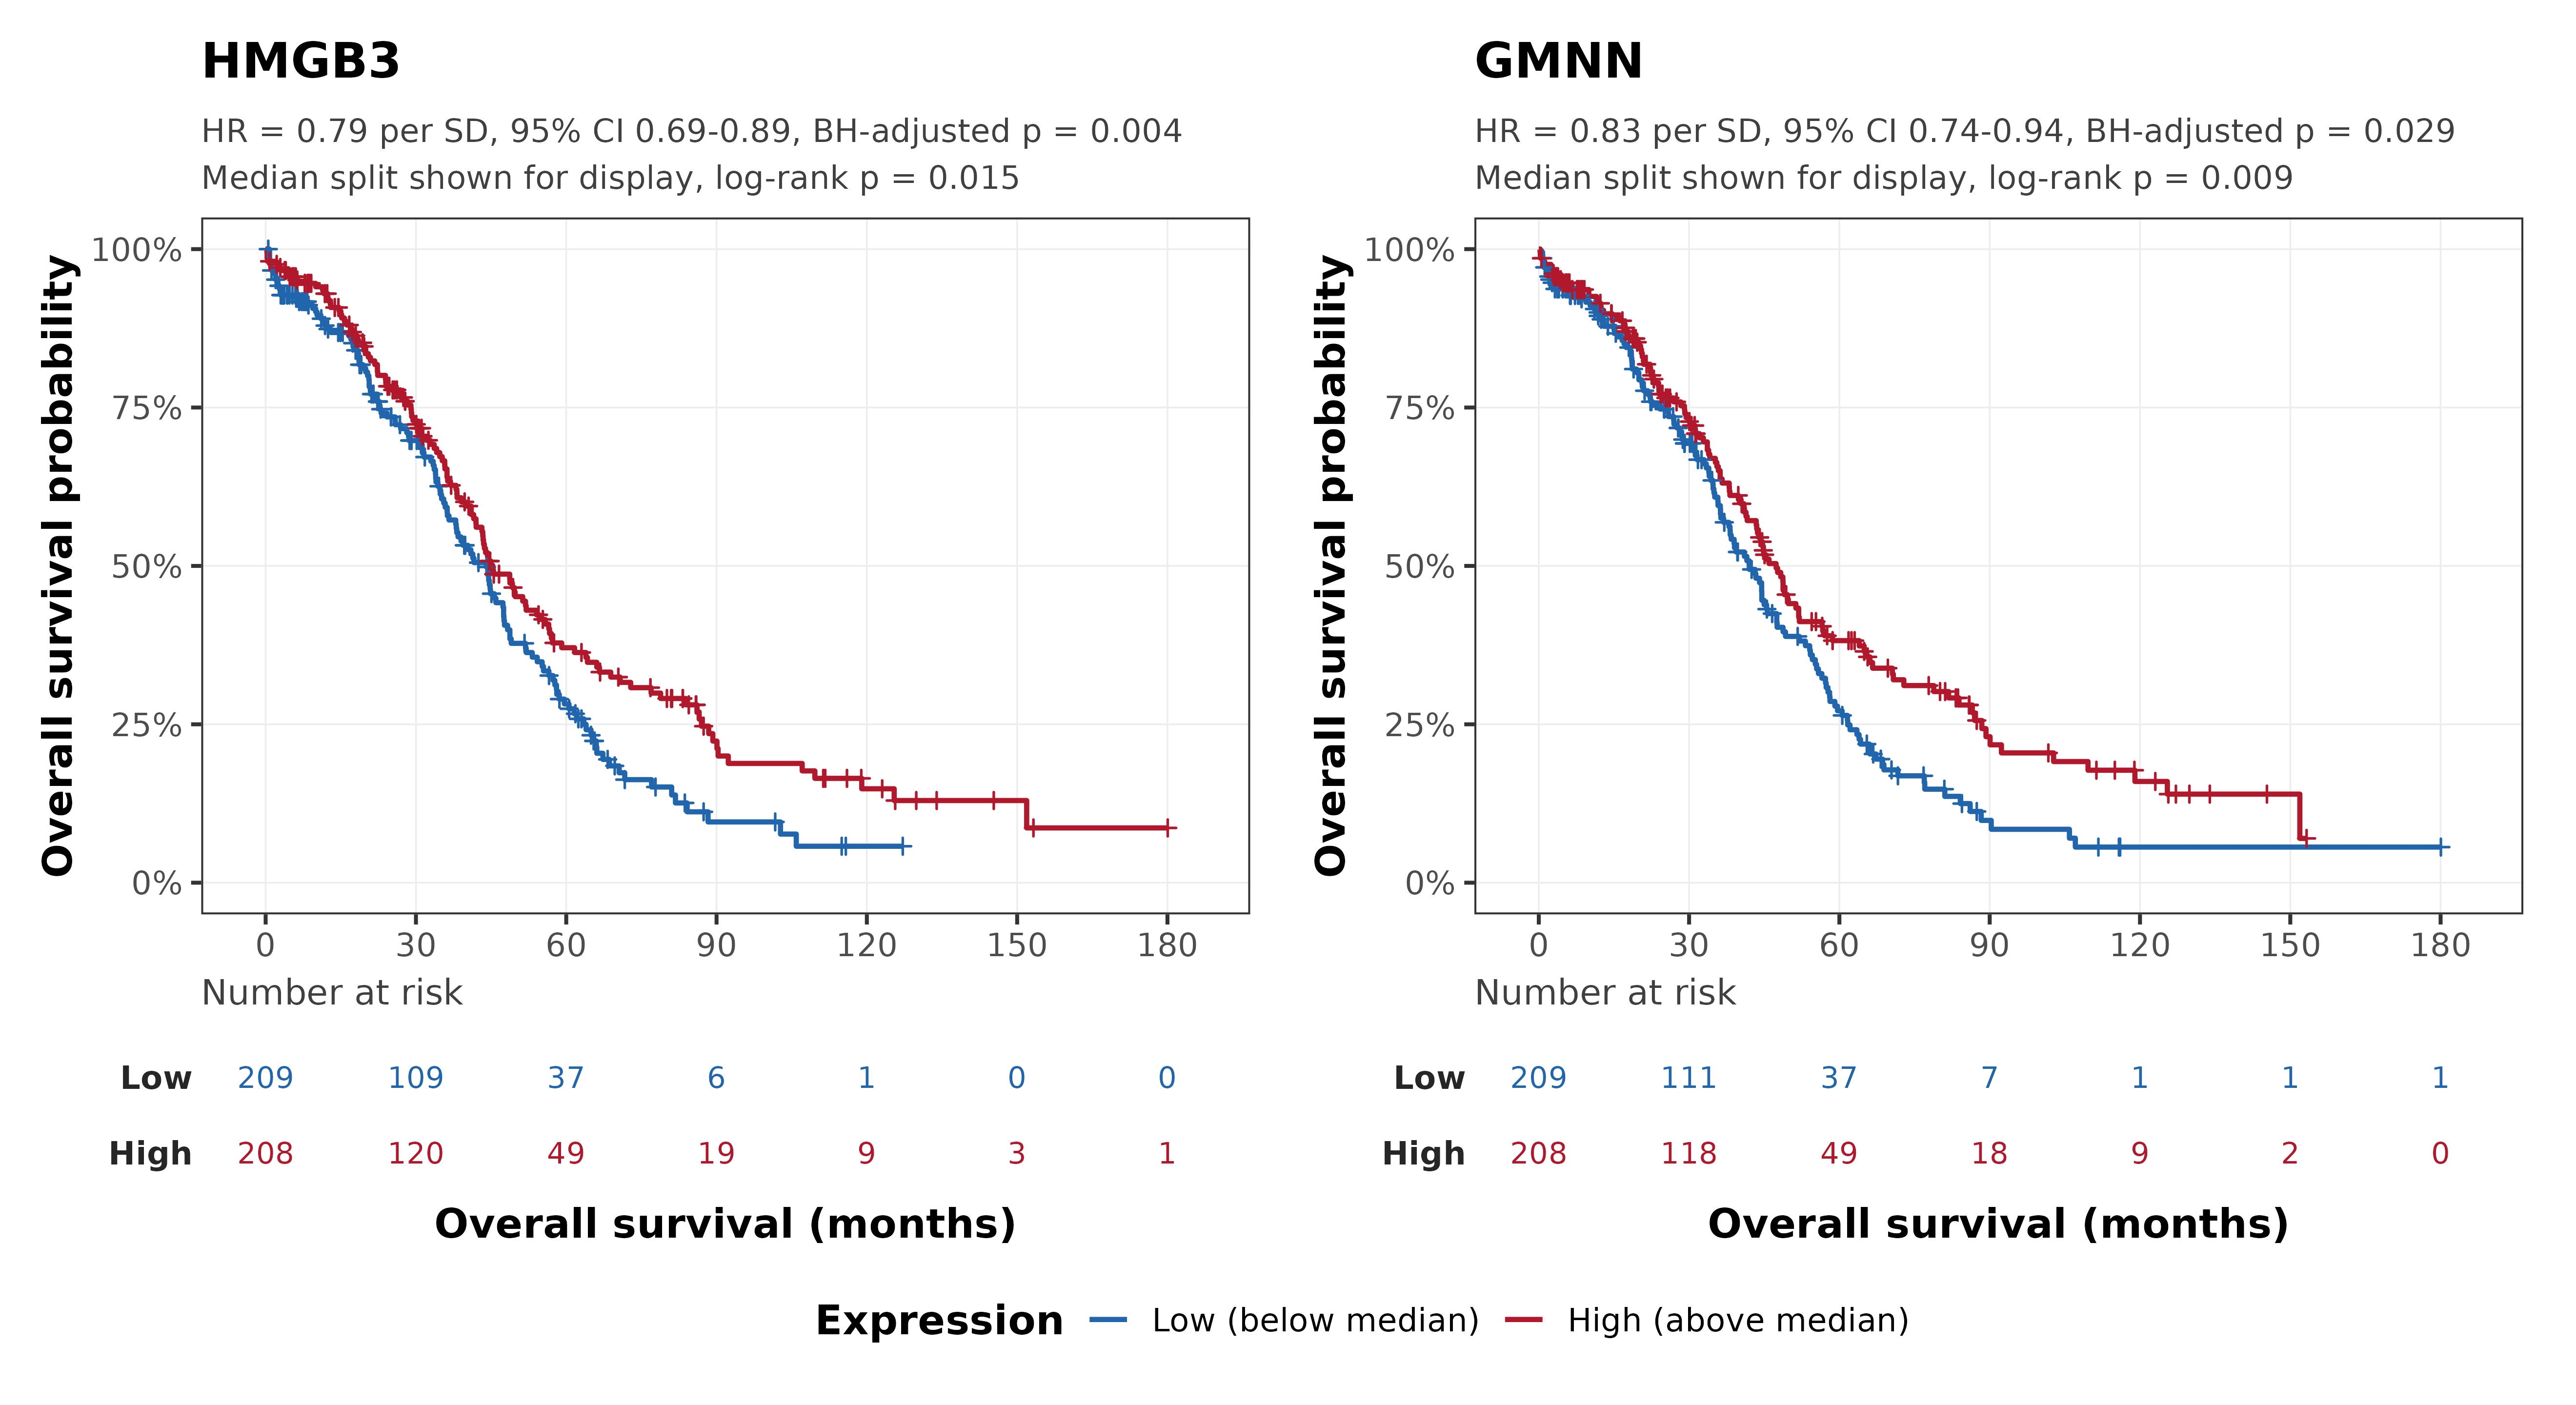 HMGB3
HR = 0.79 per SD, 95% CI 0.69-0.89, BH-adjusted p = 0.004
Median split shown for display, log-rank p = 0.015
Overall survival probability
100%
75%
50%
25%
0%
0 30 60 90 120 150 180
Number at risk
Low 209 109 37 6 1 0 0
High 208 120 49 19 9 3 1
Overall survival (months)
GMNN
HR = 0.83 per SD, 95% CI 0.74-0.94, BH-adjusted p = 0.029
Median split shown for display, log-rank p = 0.009
Overall survival probability
100%
75%
50%
25%
0%
0 30 60 90 120 150 180
Number at risk
Low 209 111 37 7 1 1 1
High 208 118 49 18 9 2 0
Overall survival (months)
Expression Low (below median) High (above median)